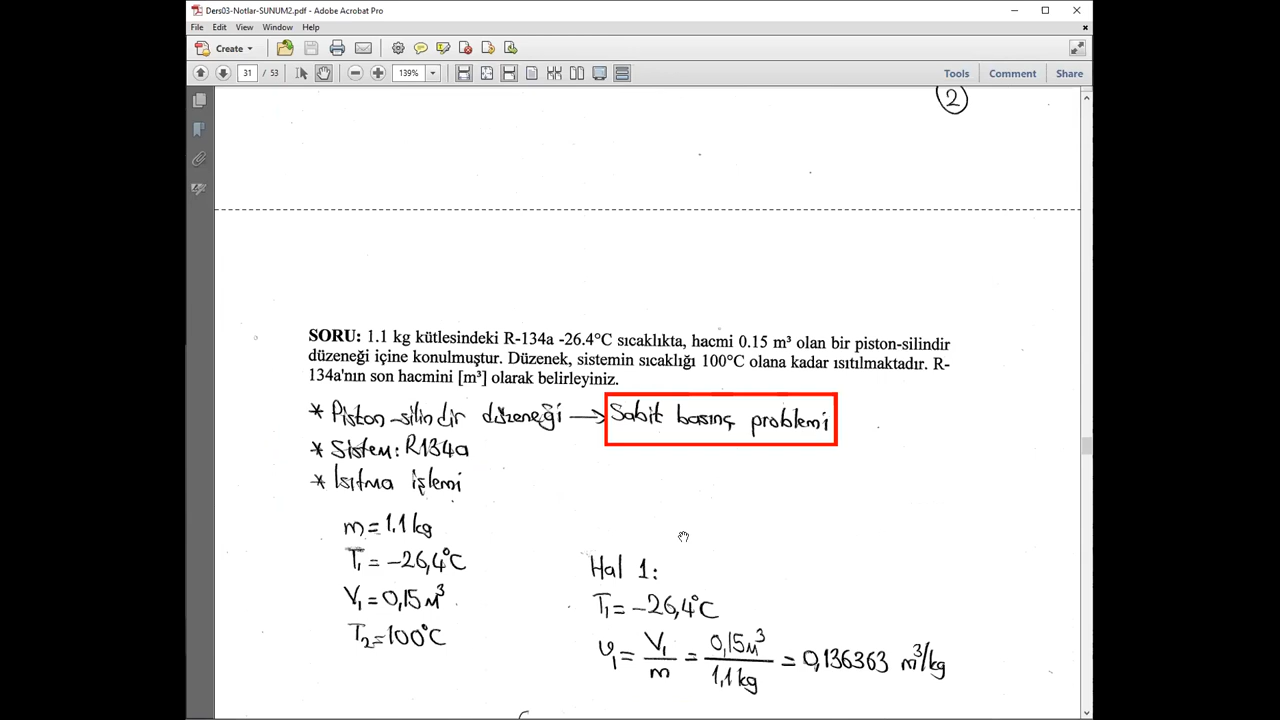 Ders03-Notlar-SUNUM2.pdf - Adobe Acrobat Pro
File Edit View Window Help
Create
31 / 53 139% Tools Comment Share
2
SORU: 1.1 kg kütlesindeki R-134a -26.4°C sıcaklıkta, hacmi 0.15 m³ olan bir piston-silindir
düzeneği içine konulmuştur. Düzenek, sistemin sıcaklığı 100°C olana kadar ısıtılmaktadır. R-
134a'nın son hacmini [m³] olarak belirleyiniz.
* Piston-silindir düzeneği → Sabit basınç problemi
* Sistem: R134a
* Isıtma işlemi
m = 1.1 kg
T₁ = -26,4°C
V₁ = 0,15 m³
T₂ = 100°C
Hal 1:
T₁ = -26,4°C
υ₁ = V₁/m = 0,15 m³/1,1 kg = 0,136363 m³/kg